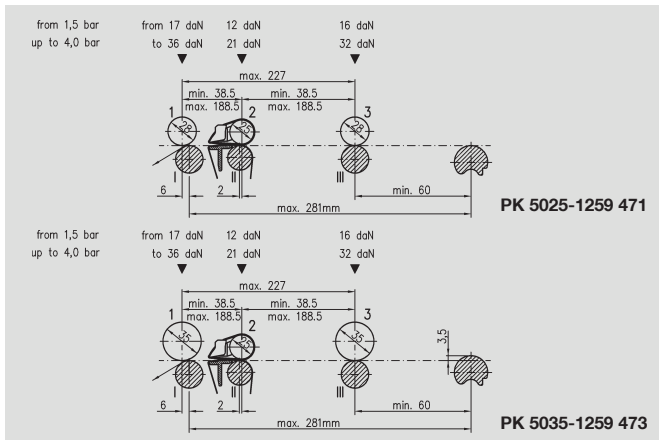 from 1,5 bar from 17 daN 12 daN 16 daN
up to 4,0 bar to 36 daN 21 daN 32 daN
max. 227
min. 38.5 min. 38.5
max. 188.5 max. 188.5
1 2 3
28 25 28
I II III
6 2 min. 60
max. 281mm
PK 5025-1259 471
from 1,5 bar from 17 daN 12 daN 16 daN
up to 4,0 bar to 36 daN 21 daN 32 daN
max. 227
min. 38.5 min. 38.5
max. 188.5 max. 188.5
1 2 3
35 25 35 3,5
I II III
6 2 min. 60
max. 281mm
PK 5035-1259 473